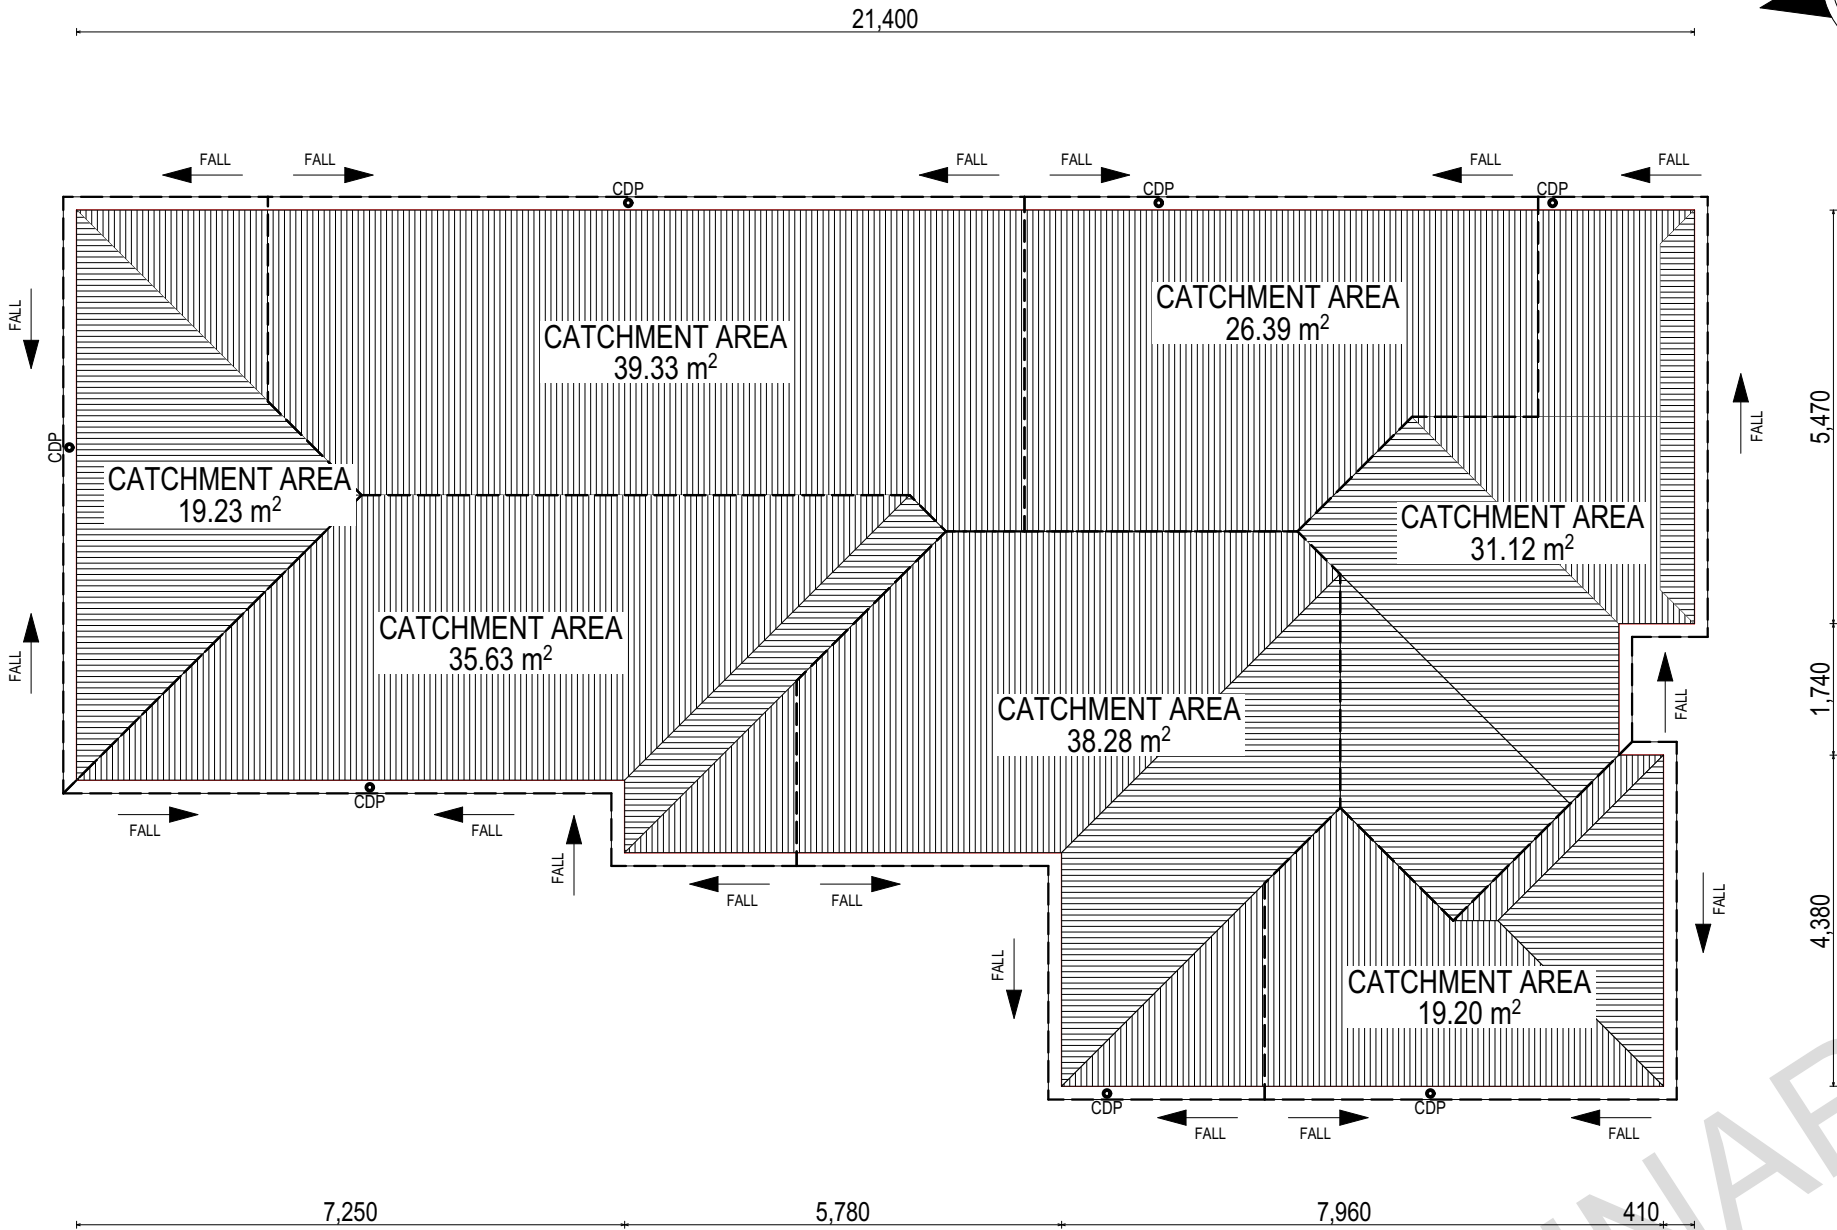 21,400
FALL
FALL
FALL
FALL
FALL
FALL
CDP
CDP
CDP
FALL
CATCHMENT AREA
39.33 m²
CATCHMENT AREA
26.39 m²
5,470
FALL
CDP
CATCHMENT AREA
19.23 m²
CATCHMENT AREA
31.12 m²
CATCHMENT AREA
35.63 m²
FALL
CATCHMENT AREA
38.28 m²
1,740
FALL
CDP
FALL
FALL
FALL
FALL
FALL
FALL
4,380
FALL
CATCHMENT AREA
19.20 m²
CDP
CDP
FALL
FALL
FALL
7,250
5,780
7,960
410